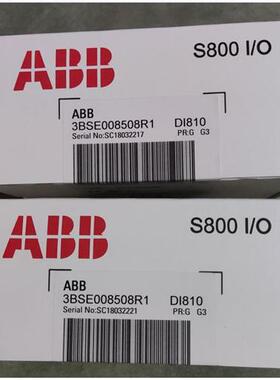 ABB
S800 I/O
ABB
3BSE008508R1 DI810
Serial No:SC18032217 PR:G G3
ABB
S800 I/O
ABB
3BSE008508R1 DI810
Serial No:SC18032221 PR:G G3